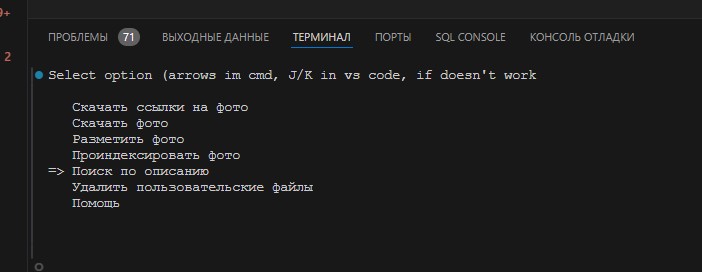 9+
2
ПРОБЛЕМЫ 71 ВЫХОДНЫЕ ДАННЫЕ ТЕРМИНАЛ ПОРТЫ SQL CONSOLE КОНСОЛЬ ОТЛАДКИ
Select option (arrows im cmd, J/K in vs code, if doesn't work
Скачать ссылки на фото
Скачать фото
Разметить фото
Проиндексировать фото
=> Поиск по описанию
Удалить пользовательские файлы
Помощь